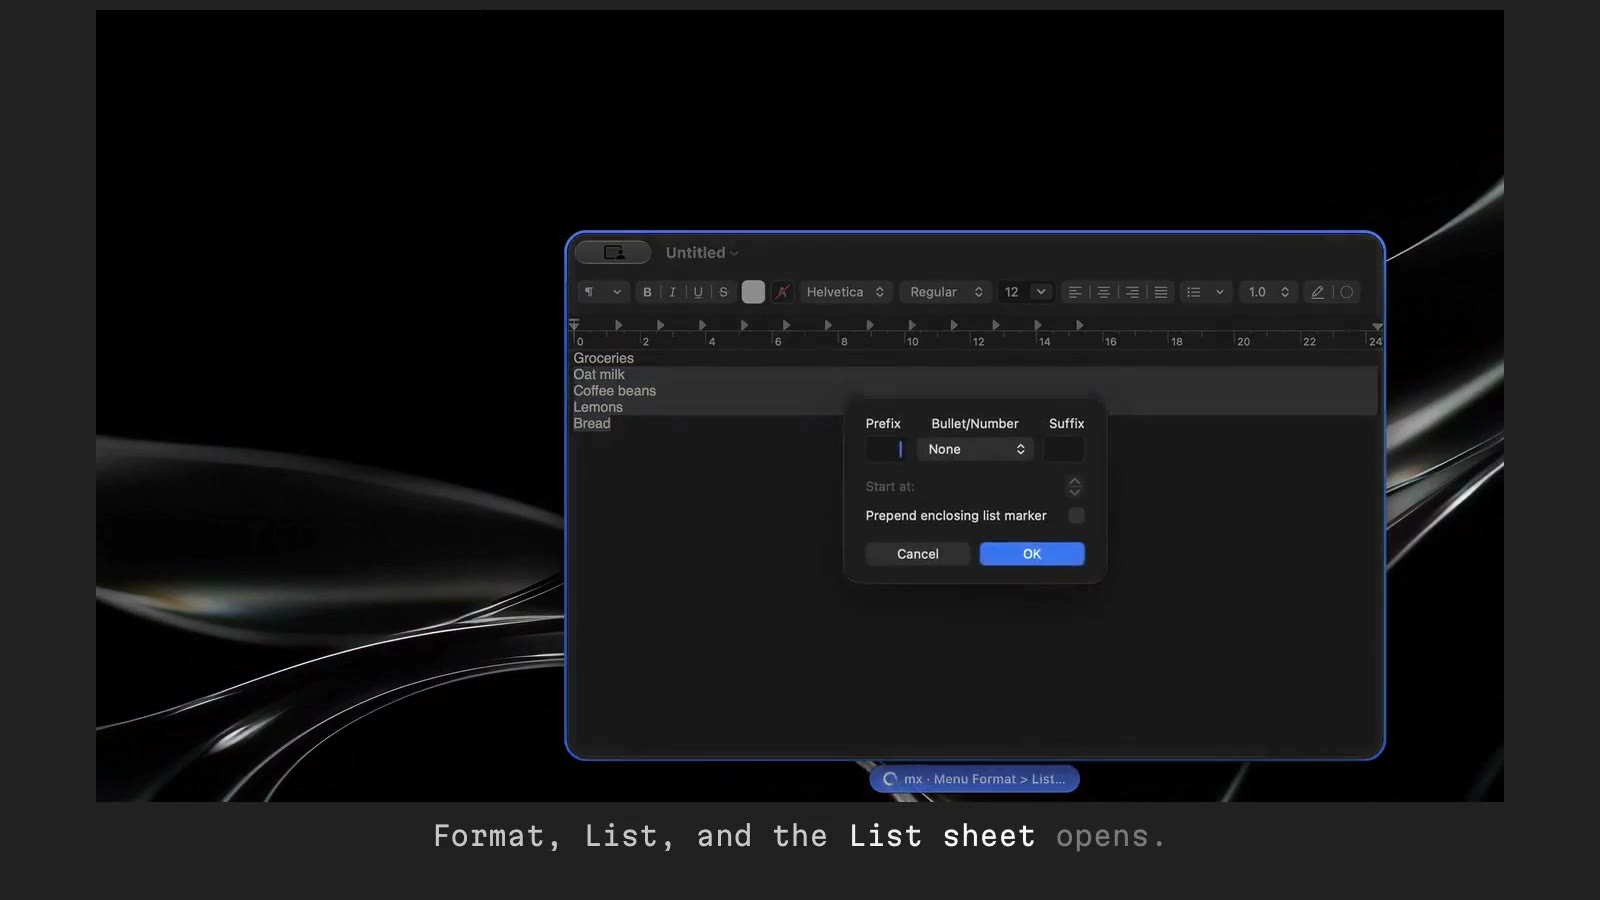 Untitled
B I U S Helvetica Regular 12 1.0
0 2 4 6 8 10 12 14 16 18 20 22 24
Groceries
Oat milk
Coffee beans
Lemons
Bread
Prefix Bullet/Number Suffix
None
Start at:
Prepend enclosing list marker
Cancel OK
mx · Menu Format > List...
Format, List, and the List sheet opens.